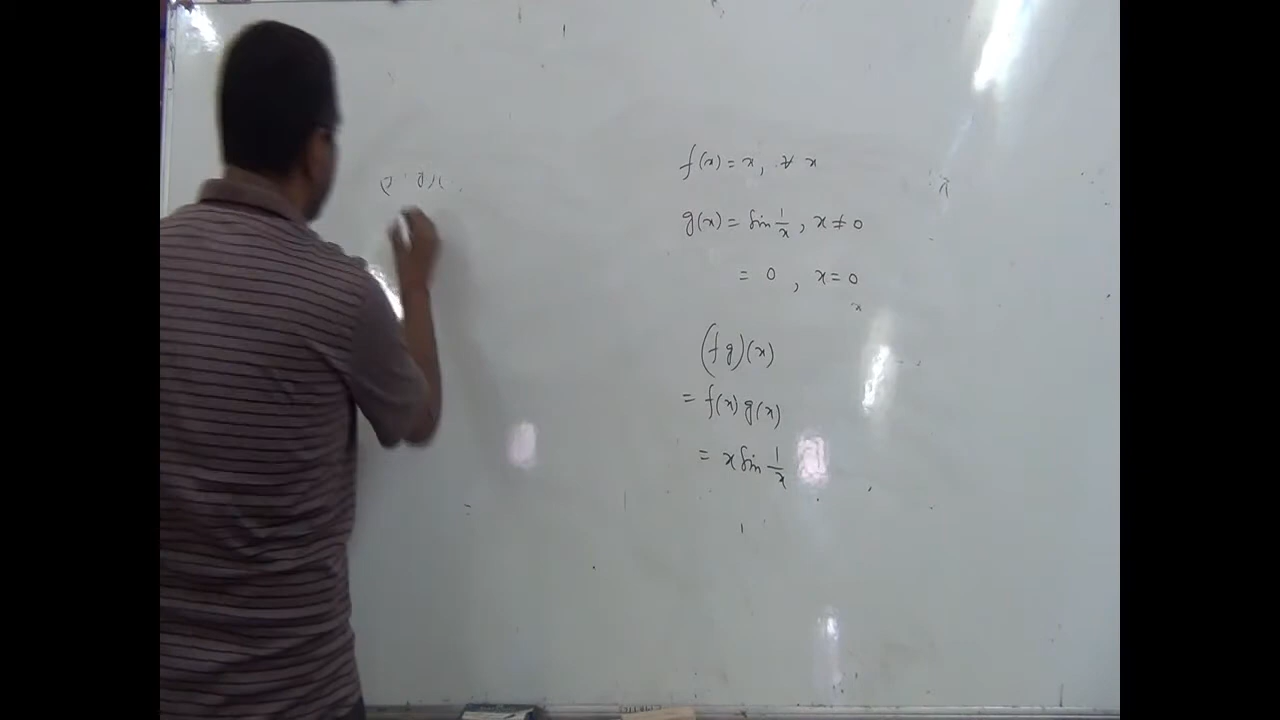 f(x) = x, ∀ x
g(x) = sin 1/x, x ≠ 0
= 0, x = 0
(fg)(x)
= f(x) g(x)
= x sin 1/x